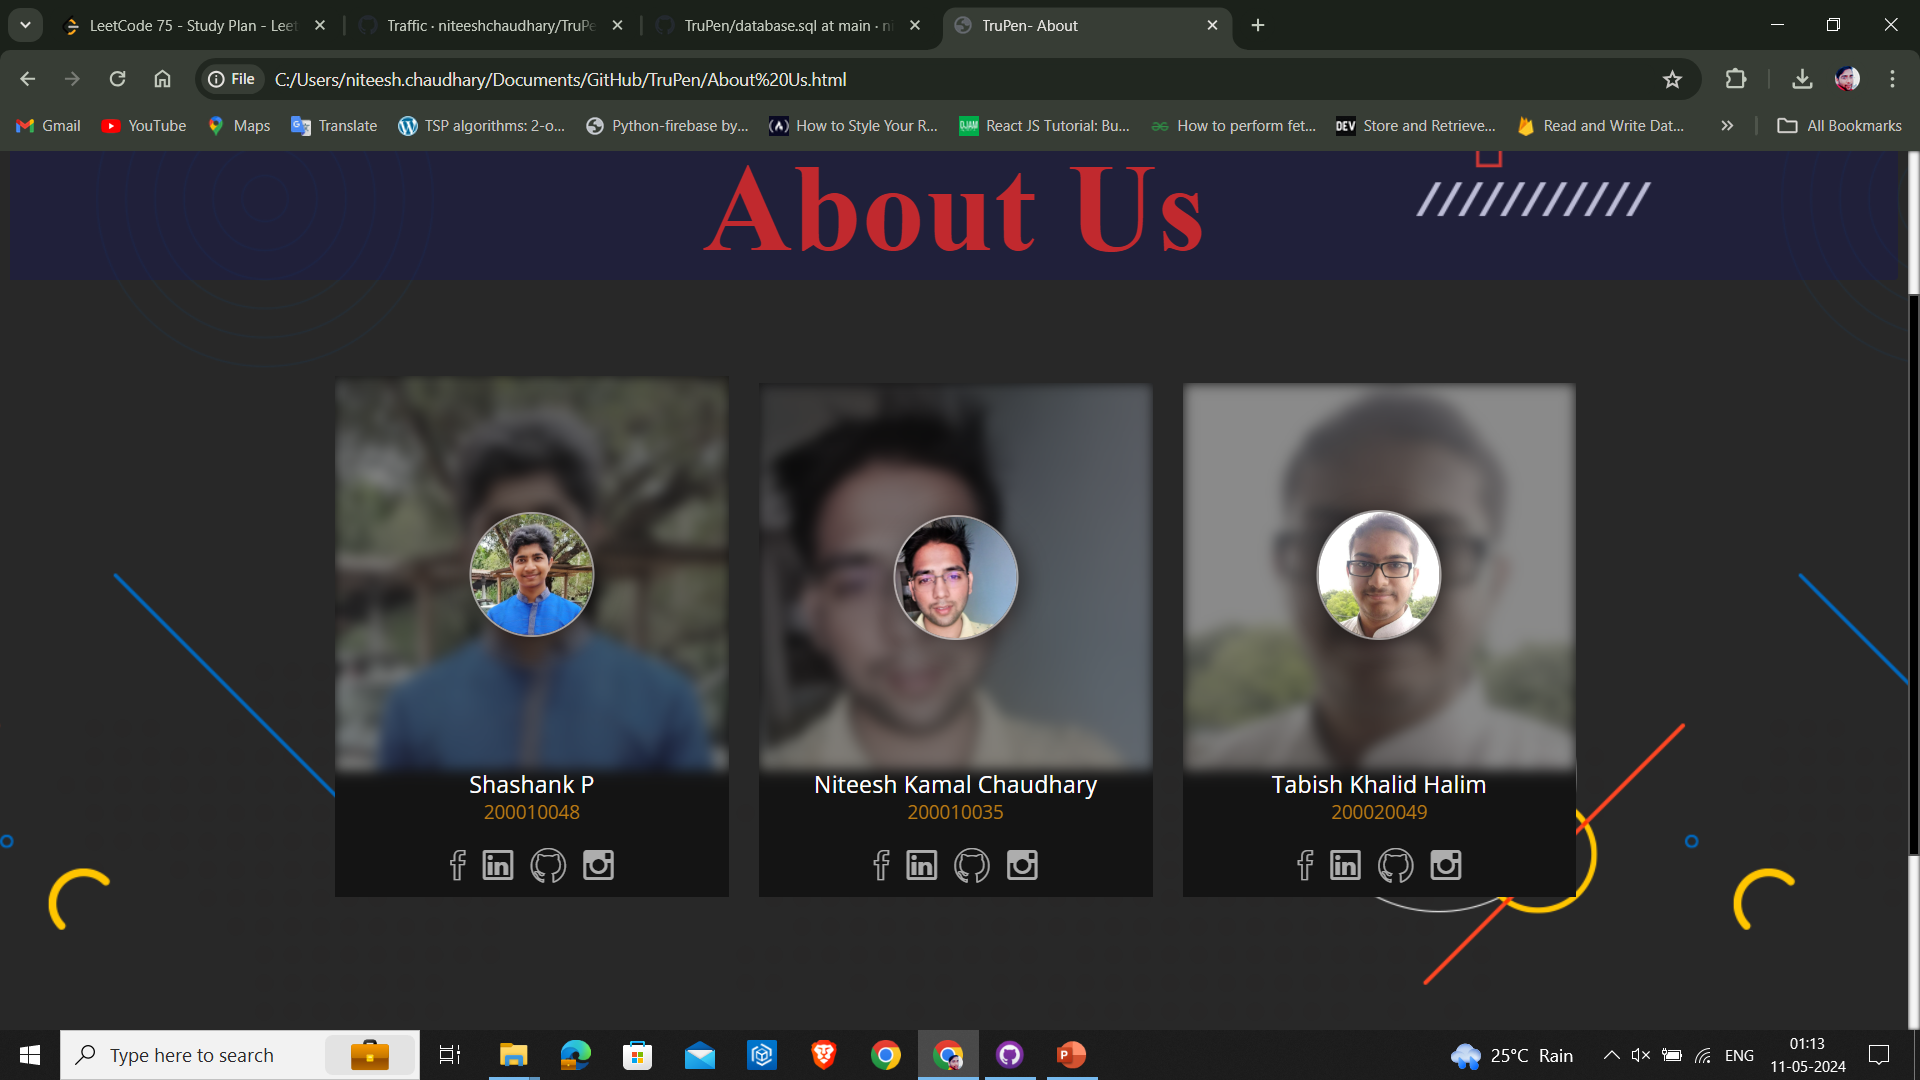 LeetCode 75 - Study Plan - Leet
Traffic · niteeshchaudhary/TruPe
TruPen/database.sql at main · ni
TruPen- About
File
C:/Users/niteesh.chaudhary/Documents/GitHub/TruPen/About%20Us.html
Gmail
YouTube
Maps
Translate
TSP algorithms: 2-o...
Python-firebase by...
How to Style Your R...
React JS Tutorial: Bu...
How to perform fet...
DEV
Store and Retrieve...
Read and Write Dat...
All Bookmarks
About Us
Shashank P
200010048
Niteesh Kamal Chaudhary
200010035
Tabish Khalid Halim
200020049
Type here to search
25°C Rain
ENG
01:13
11-05-2024